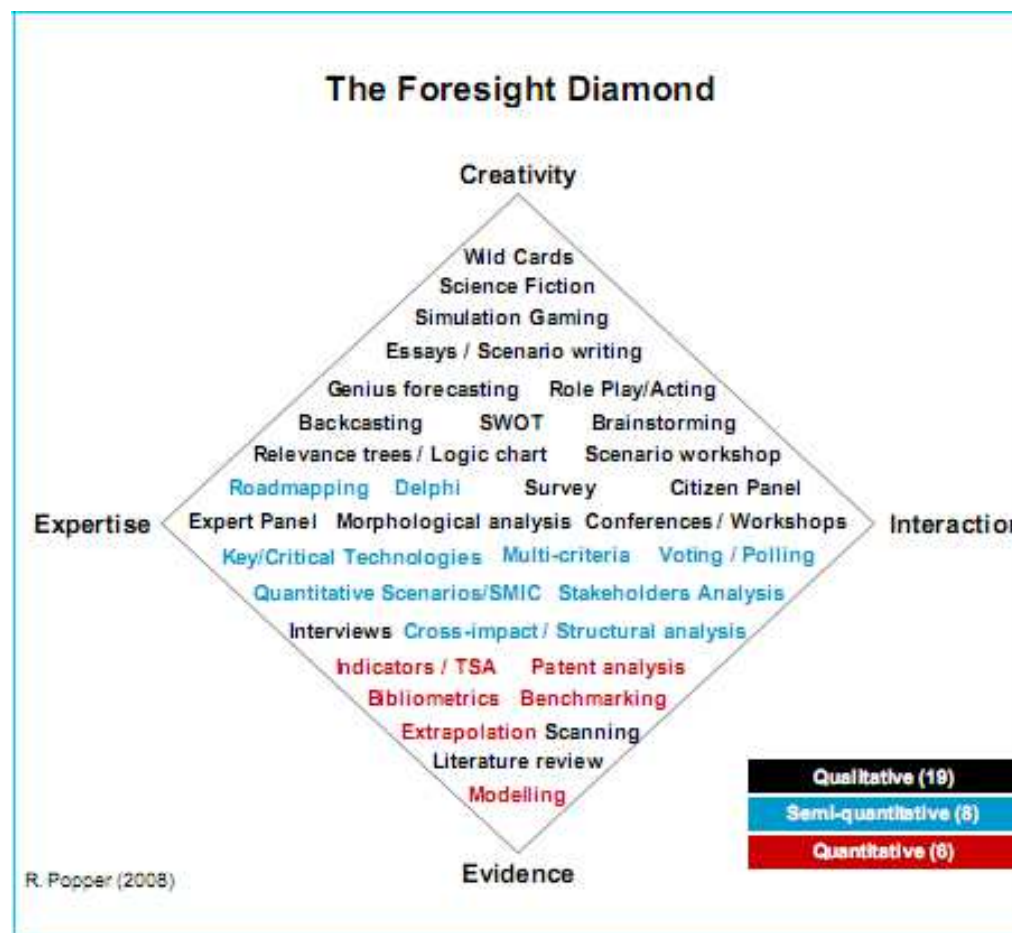 The Foresight Diamond
Creativity
Wild Cards
Science Fiction
Simulation Gaming
Essays / Scenario writing
Genius forecasting Role Play/Acting
Backcasting SWOT Brainstorming
Relevance trees / Logic chart Scenario workshop
Roadmapping Delphi Survey Citizen Panel
Expertise Expert Panel Morphological analysis Conferences / Workshops Interaction
Key/Critical Technologies Multi-criteria Voting / Polling
Quantitative Scenarios/SMIC Stakeholders Analysis
Interviews Cross-impact / Structural analysis
Indicators / TSA Patent analysis
Bibliometrics Benchmarking
Extrapolation Scanning
Literature review
Modelling
Qualitative (19)
Semi-quantitative (8)
Quantitative (6)
Evidence
R. Popper (2008)